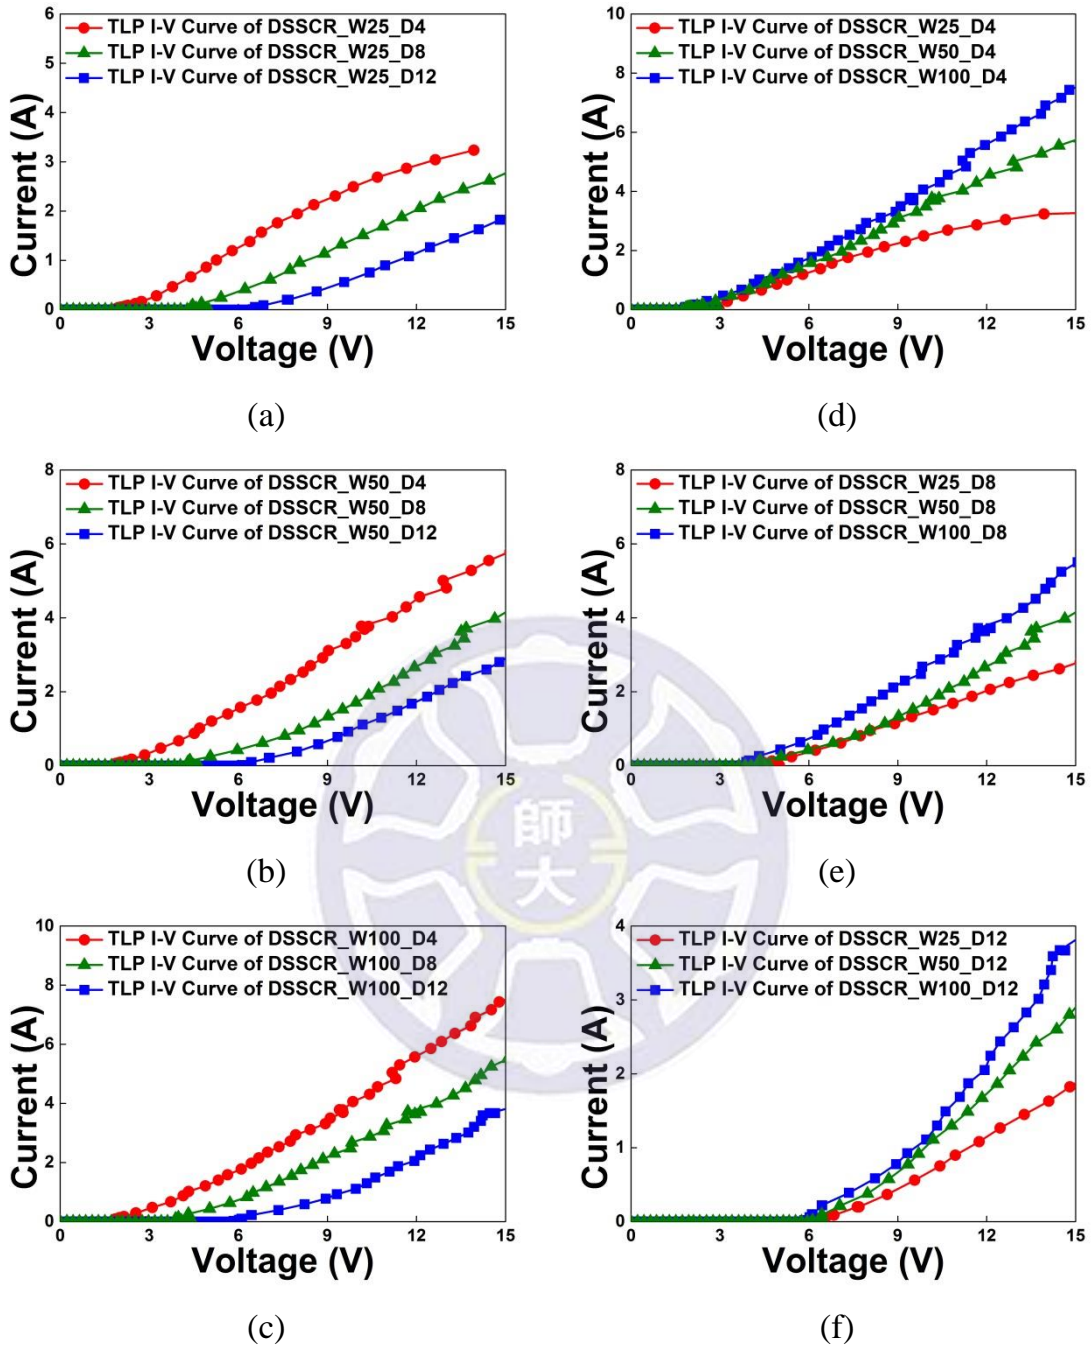 6
5
4
3
2
1
0
0
3
6
9
12
15
Current (A)
Voltage (V)
TLP I-V Curve of DSSCR_W25_D4
TLP I-V Curve of DSSCR_W25_D8
TLP I-V Curve of DSSCR_W25_D12
(a)
10
8
6
4
2
0
0
3
6
9
12
15
Current (A)
Voltage (V)
TLP I-V Curve of DSSCR_W25_D4
TLP I-V Curve of DSSCR_W50_D4
TLP I-V Curve of DSSCR_W100_D4
(d)
8
6
4
2
0
0
3
6
9
12
15
Current (A)
Voltage (V)
TLP I-V Curve of DSSCR_W50_D4
TLP I-V Curve of DSSCR_W50_D8
TLP I-V Curve of DSSCR_W50_D12
(b)
8
6
4
2
0
0
3
6
9
12
15
Current (A)
Voltage (V)
TLP I-V Curve of DSSCR_W25_D8
TLP I-V Curve of DSSCR_W50_D8
TLP I-V Curve of DSSCR_W100_D8
(e)
師
大
10
8
6
4
2
0
0
3
6
9
12
15
Current (A)
Voltage (V)
TLP I-V Curve of DSSCR_W100_D4
TLP I-V Curve of DSSCR_W100_D8
TLP I-V Curve of DSSCR_W100_D12
(c)
4
3
2
1
0
0
3
6
9
12
15
Current (A)
Voltage (V)
TLP I-V Curve of DSSCR_W25_D12
TLP I-V Curve of DSSCR_W50_D12
TLP I-V Curve of DSSCR_W100_D12
(f)